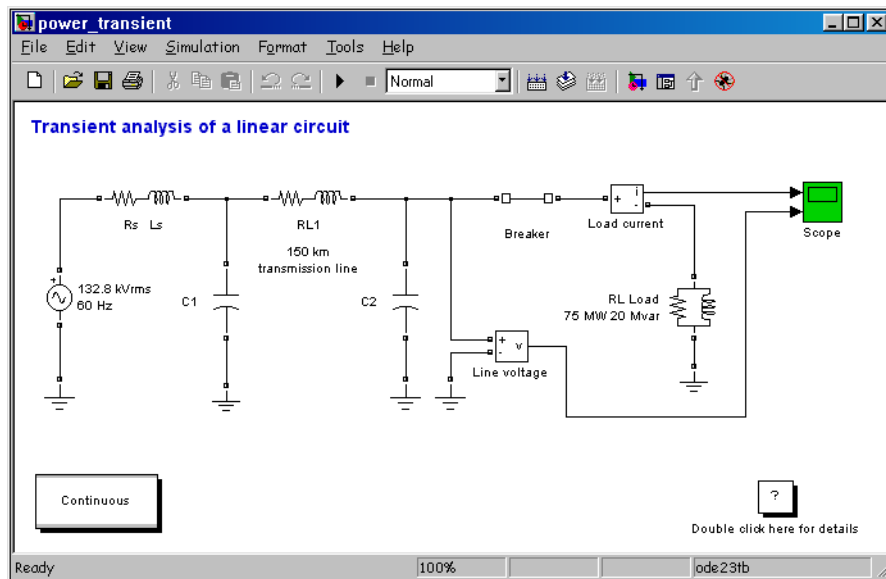 power_transient
File Edit View Simulation Format Tools Help
Normal
Transient analysis of a linear circuit
Rs Ls
RL1
150 km
transmission line
Breaker
+
i
-
Load current
Scope
+
132.8 kVrms
60 Hz
C1
C2
RL Load
75 MW 20 Mvar
+
-
v
Line voltage
Continuous
?
Double click here for details
Ready
100%
ode23tb